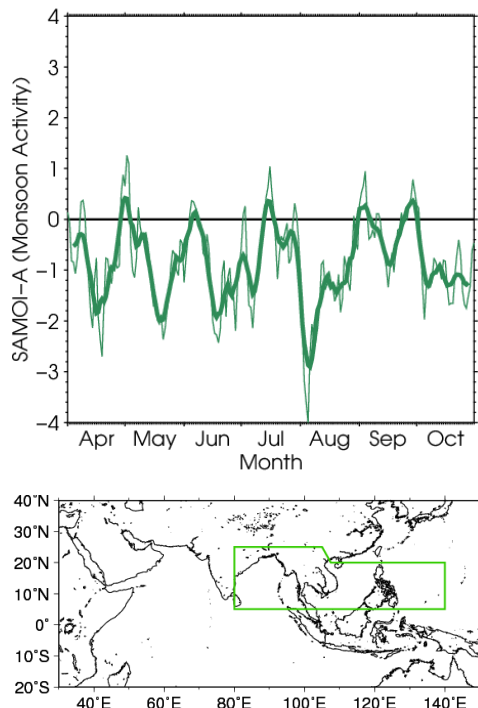 SAMOI-A (Monsoon Activity)
4
3
2
1
0
-1
-2
-3
-4
Apr May Jun Jul Aug Sep Oct
Month
40°N
30°N
20°N
10°N
0°
10°S
20°S
40°E 60°E 80°E 100°E 120°E 140°E